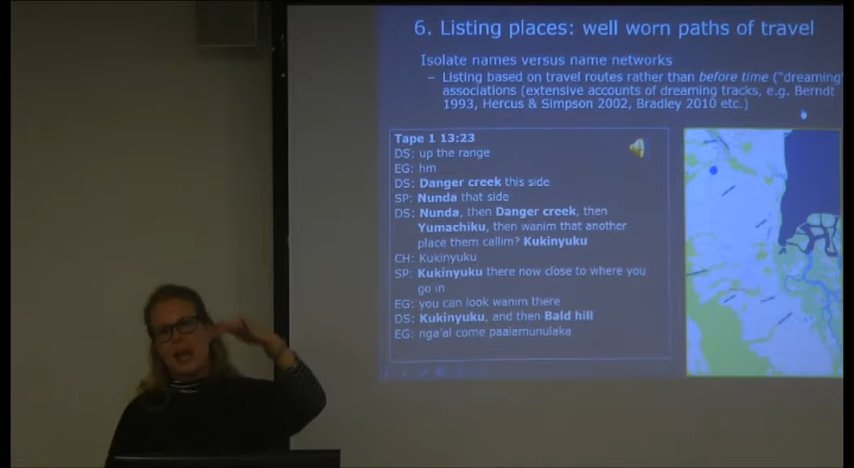 6. Listing places: well worn paths of travel
Isolate names versus name networks
– Listing based on travel routes rather than before time ("dreaming"
associations (extensive accounts of dreaming tracks, e.g. Berndt
1993, Hercus & Simpson 2002, Bradley 2010 etc.)
Tape 1 13:23
DS: up the range
EG: hm
DS: Danger creek this side
SP: Nunda that side
DS: Nunda, then Danger creek, then
Yumachiku, then wanim that another
place them callim? Kukinyuku
CH: Kukinyuku
SP: Kukinyuku there now close to where you
go in
EG: you can look wanim there
DS: Kukinyuku, and then Bald hill
EG: nga'al come paalamunulaka